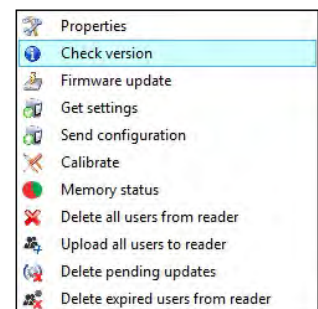 Properties
Check version
Firmware update
Get settings
Send configuration
Calibrate
Memory status
Delete all users from reader
Upload all users to reader
Delete pending updates
Delete expired users from reader